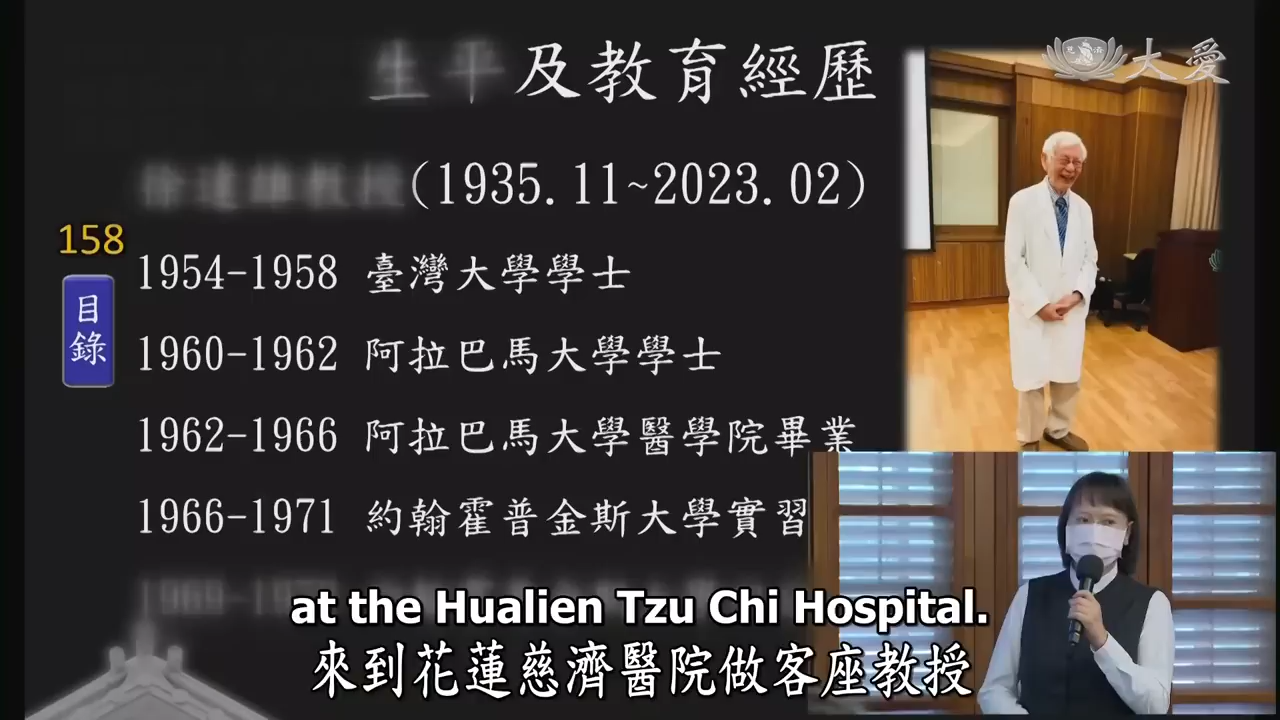 及教育經歷
大愛
(1935.11~2023.02)
158
目錄
1954-1958 臺灣大學學士
1960-1962 阿拉巴馬大學學士
1962-1966 阿拉巴馬大學醫學院畢業
1966-1971 約翰霍普金斯大學實習
at the Hualien Tzu Chi Hospital.
來到花蓮慈濟醫院做客座教授